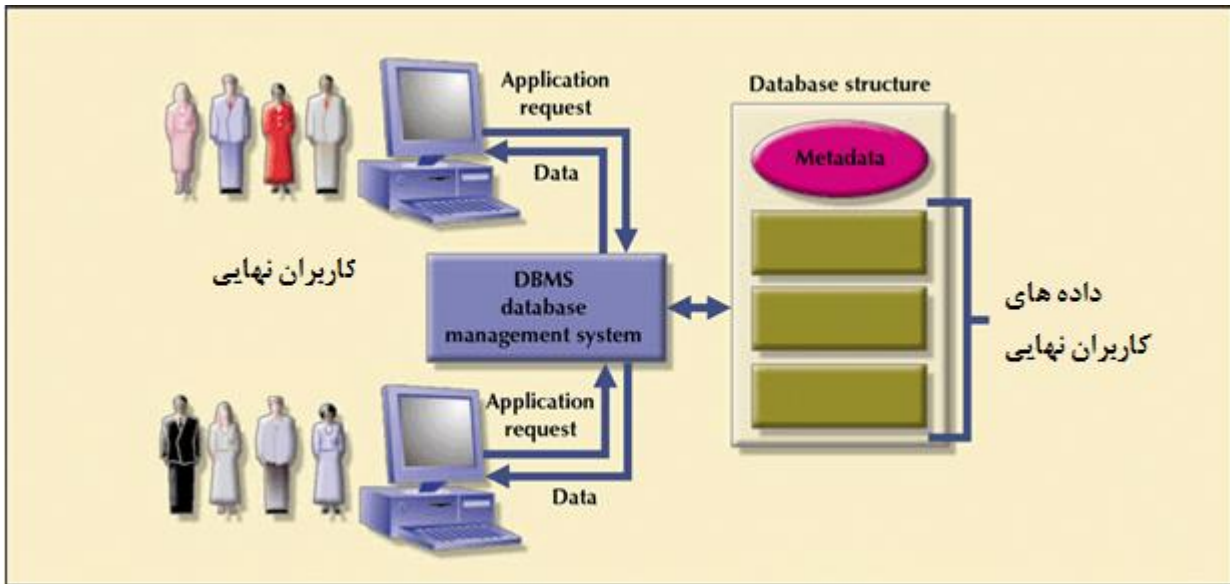 Application
request
Data
کاربران نهایی
DBMS
database
management system
Application
request
Data
Database structure
Metadata
داده های
کاربران نهایی